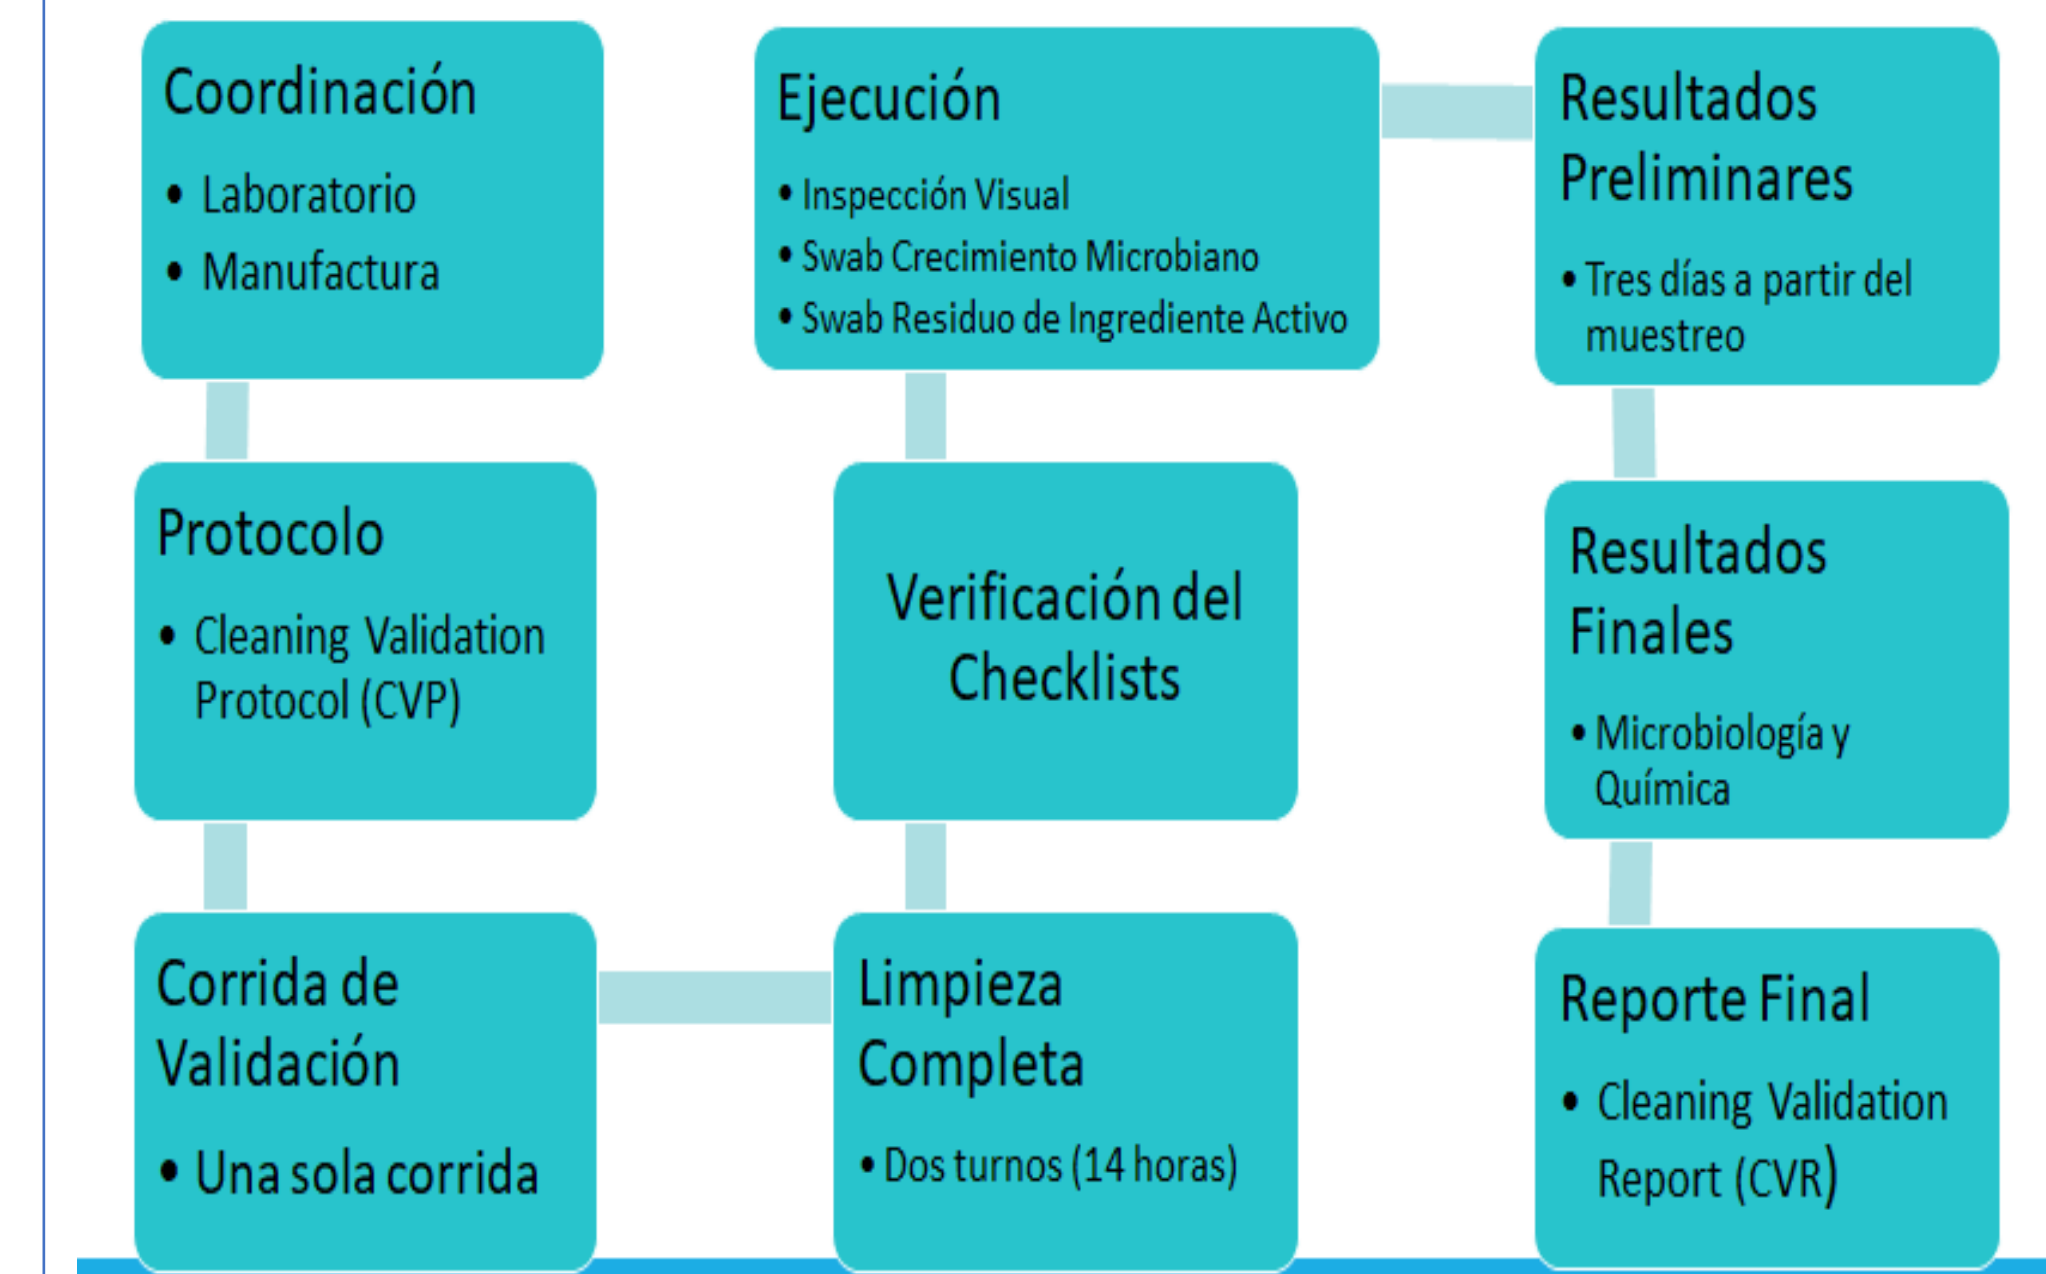 Coordinación
• Laboratorio
• Manufactura
Protocolo
• Cleaning Validation
Protocol (CVP)
Corrida de
Validación
• Una sola corrida
Limpieza
Completa
• Dos turnos (14 horas)
Verificación del
Checklists
Ejecución
• Inspección Visual
• Swab Crecimiento Microbiano
• Swab Residuo de Ingrediente Activo
Resultados
Preliminares
• Tres días a partir del
muestreo
Resultados
Finales
• Microbiología y
Química
Reporte Final
• Cleaning Validation
Report (CVR)